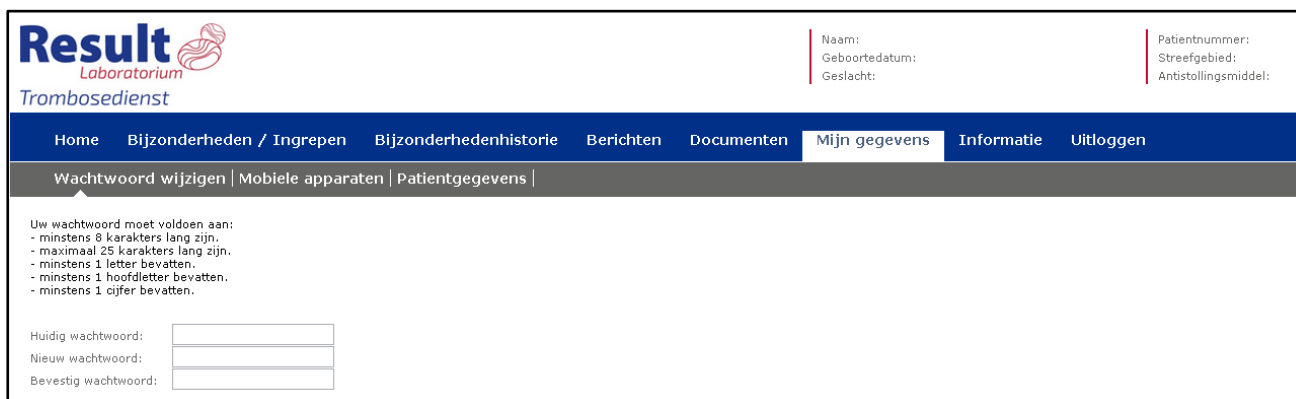 Result
Laboratorium
Trombosedienst
Naam:
Geboortedatum:
Geslacht:
Patientnummer:
Streefgebied:
Antistollingsmiddel:
Home Bijzonderheden / Ingrepen Bijzonderhedenhistorie Berichten Documenten Mijn gegevens Informatie Uitloggen
Wachtwoord wijzigen | Mobiele apparaten | Patientgegevens |
Uw wachtwoord moet voldoen aan:
- minstens 8 karakters lang zijn.
- maximaal 25 karakters lang zijn.
- minstens 1 letter bevatten.
- minstens 1 hoofdletter bevatten.
- minstens 1 cijfer bevatten.
Huidig wachtwoord:
Nieuw wachtwoord:
Bevestig wachtwoord: